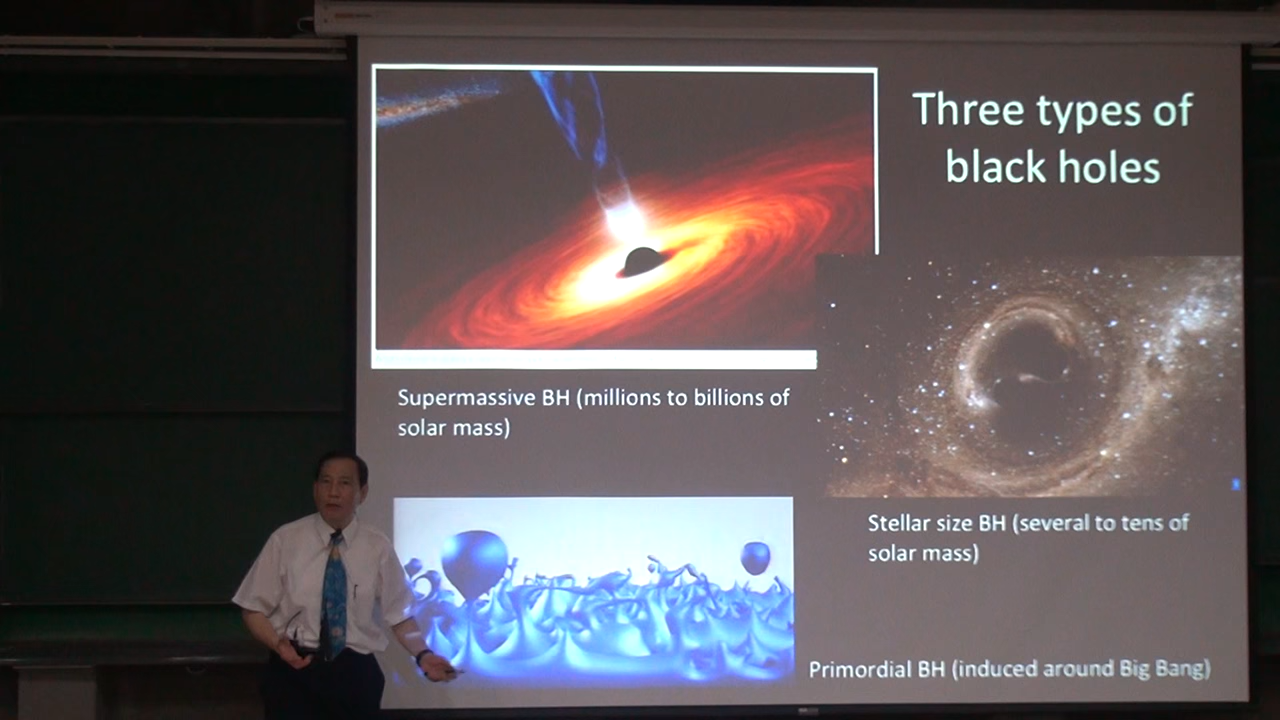 Three types of
black holes
Supermassive BH (millions to billions of
solar mass)
Stellar size BH (several to tens of
solar mass)
Primordial BH (induced around Big Bang)